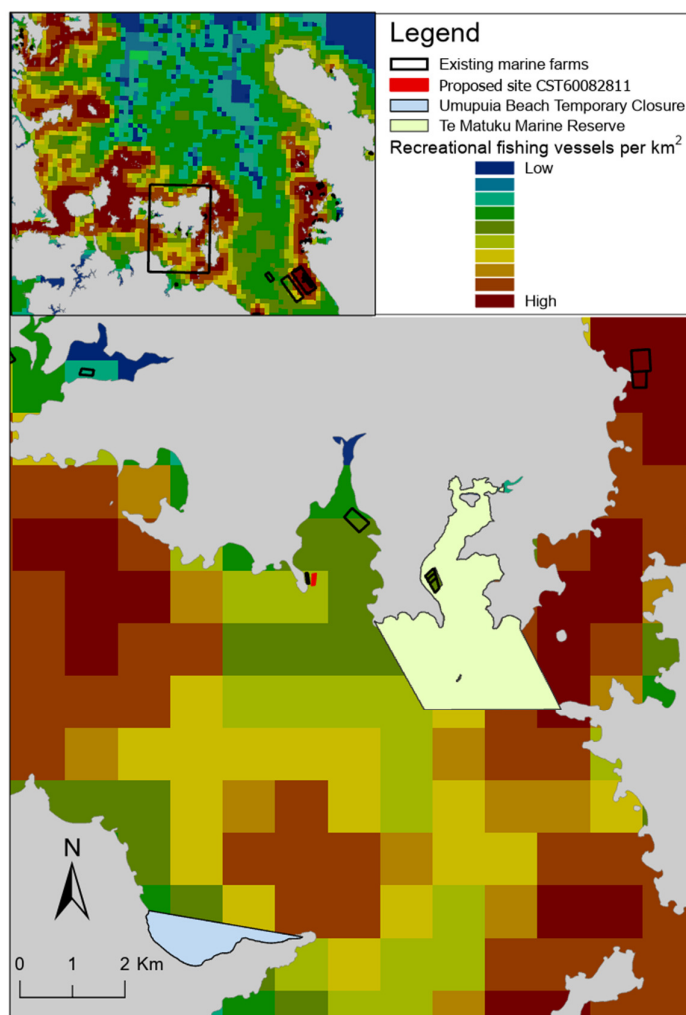 Legend
Existing marine farms
Proposed site CST60082811
Umupuia Beach Temporary Closure
Te Matuku Marine Reserve
Recreational fishing vessels per km²
Low
High
N
0 1 2 Km